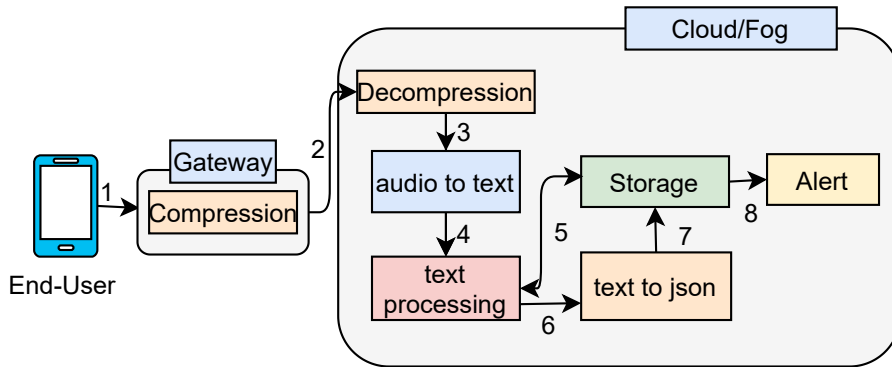 Cloud/Fog
Decompression
2
3
Gateway
1
Compression
audio to text
Storage
Alert
End-User
4
5
7
8
text
processing
6
text to json